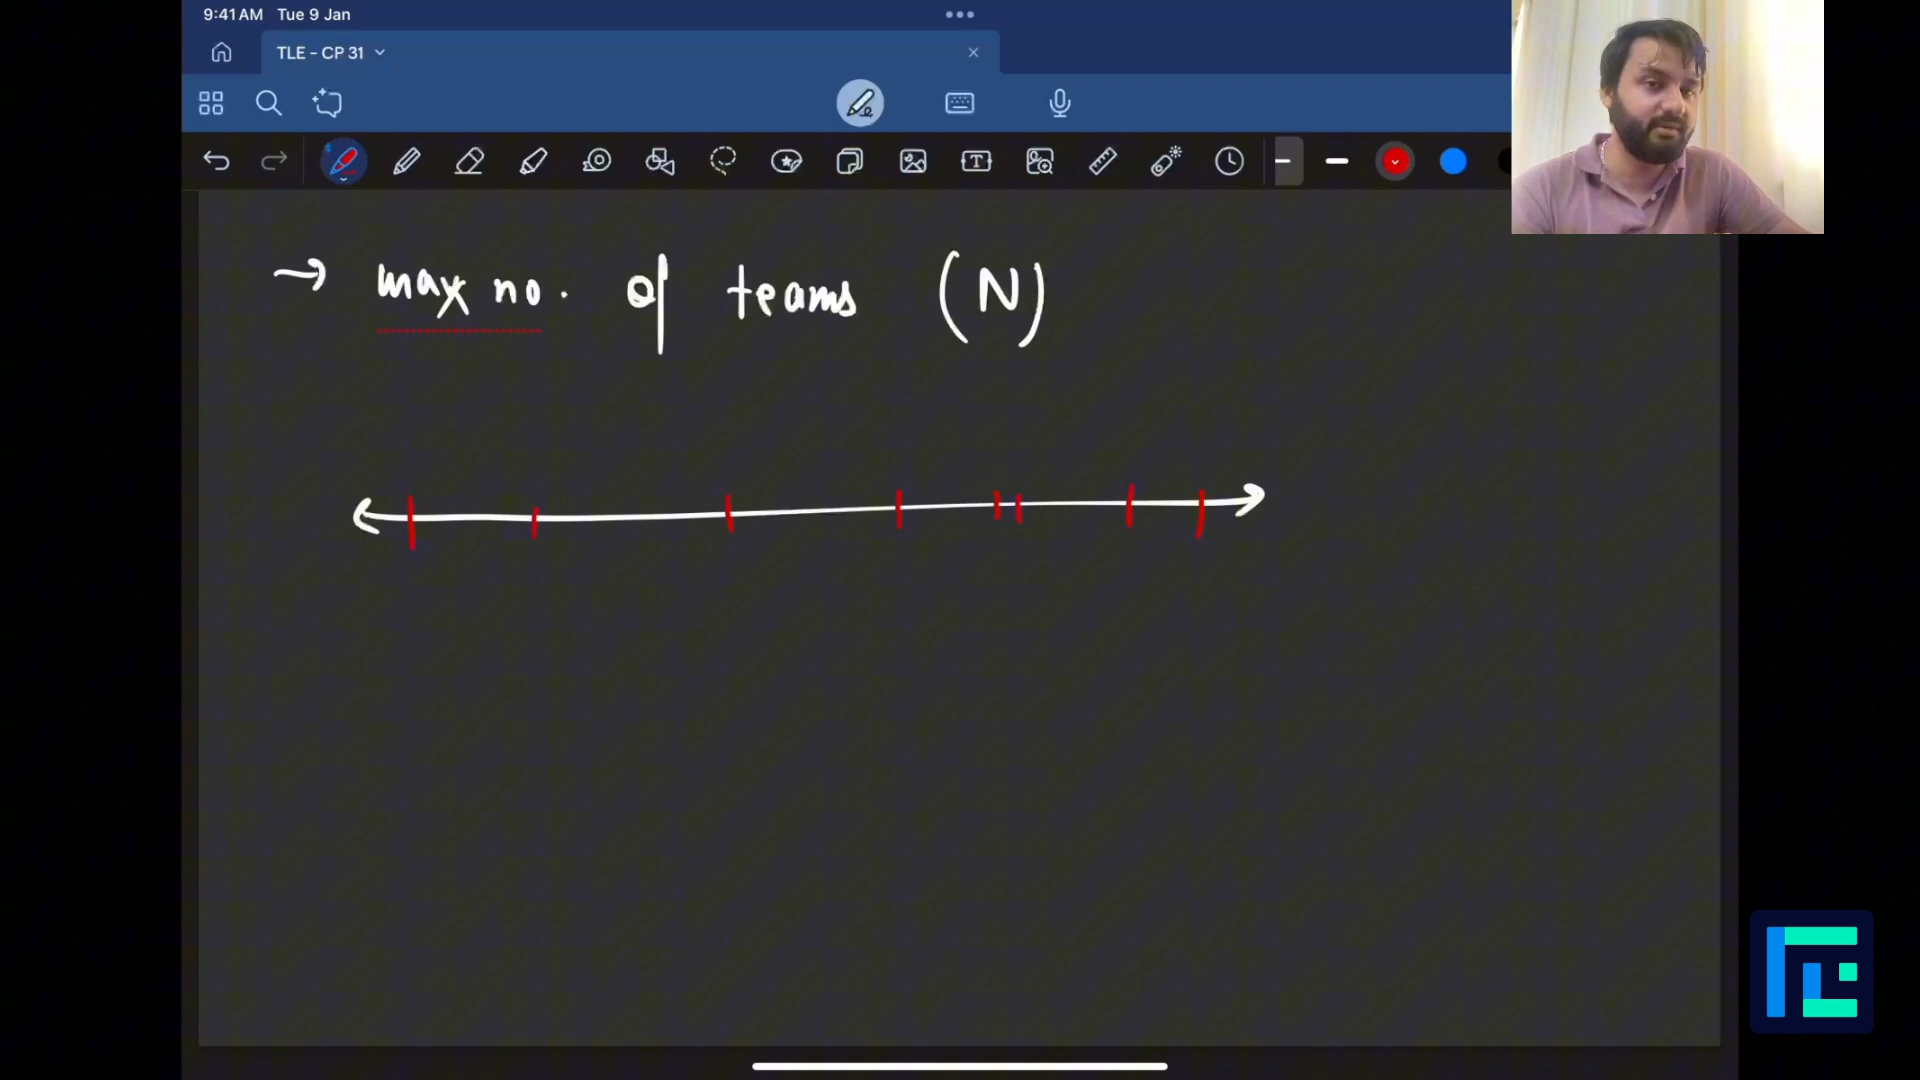 9:41 AM Tue 9 Jan
TLE - CP 31
→ max no. of teams (N)